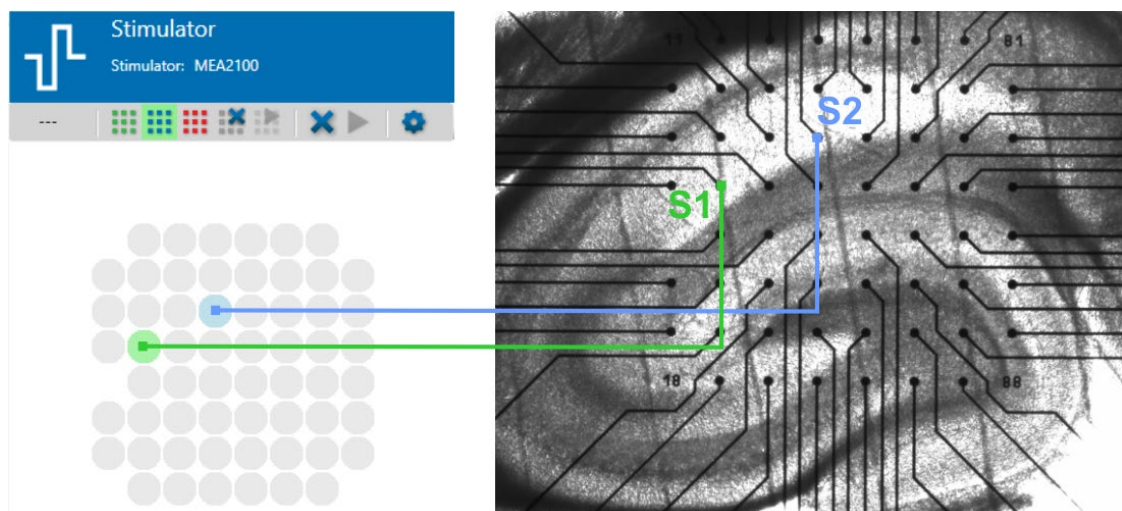 Stimulator
Stimulator: MEA2100
---
11
81
S2
S1
18
88